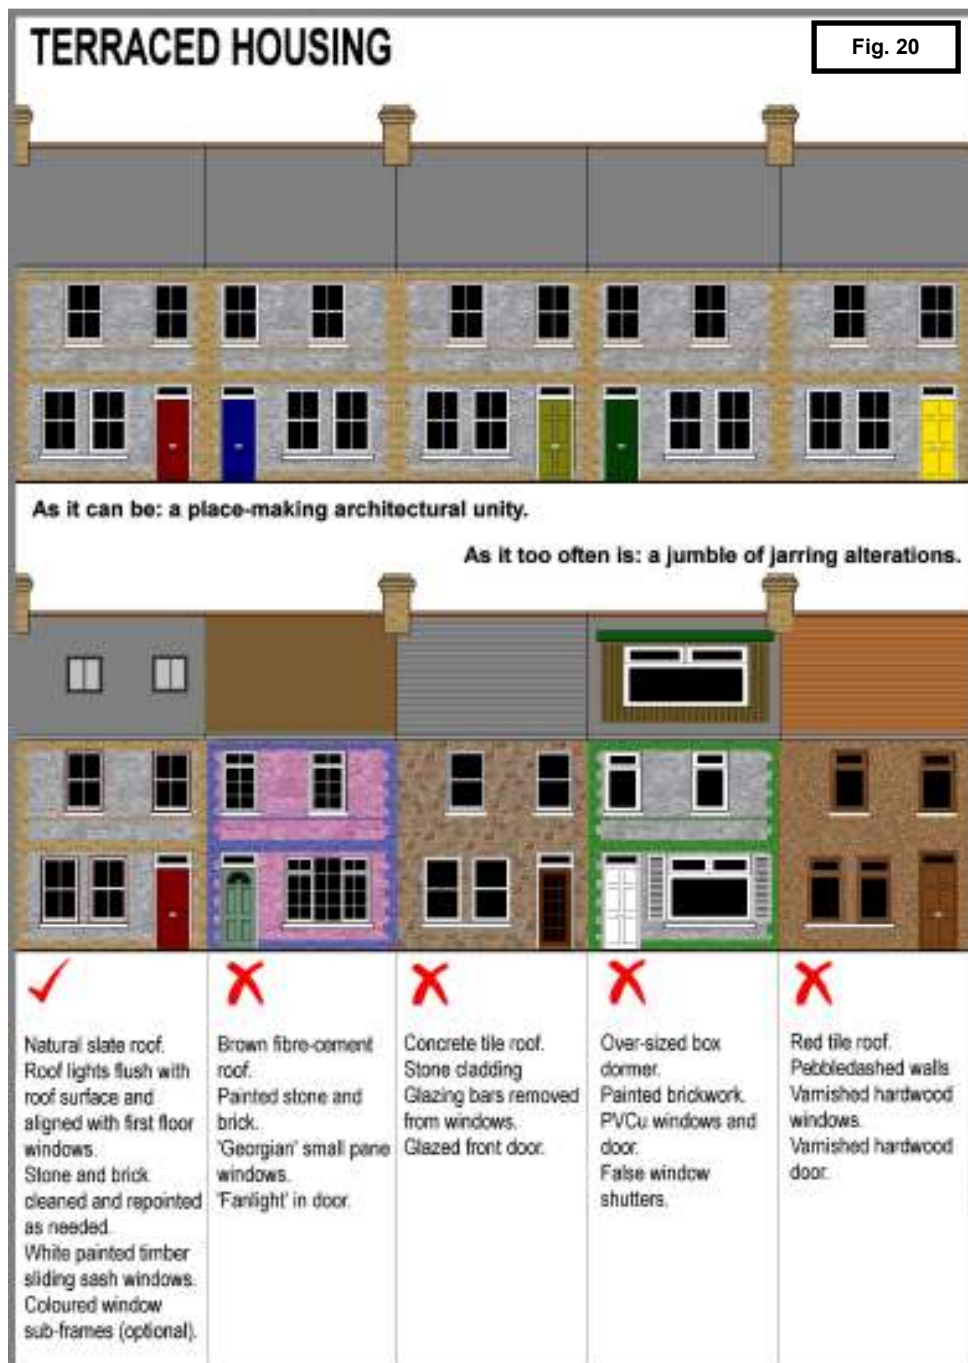 TERRACED HOUSING
Fig. 20
As it can be: a place-making architectural unity.
As it too often is: a jumble of jarring alterations.
Natural slate roof.
Roof lights flush with
roof surface and
aligned with first floor
windows.
Stone and brick
cleaned and repointed
as needed.
White painted timber
sliding sash windows.
Coloured window
sub-frames (optional).
Brown fibre-cement
roof.
Painted stone and
brick.
'Georgian' small pane
windows.
'Fanlight' in door.
Concrete tile roof.
Stone cladding
Glazing bars removed
from windows.
Glazed front door.
Over-sized box
dormer.
Painted brickwork.
PVCu windows and
door.
False window
shutters.
Red tile roof.
Pebbledashed walls
Varnished hardwood
windows.
Varnished hardwood
door.